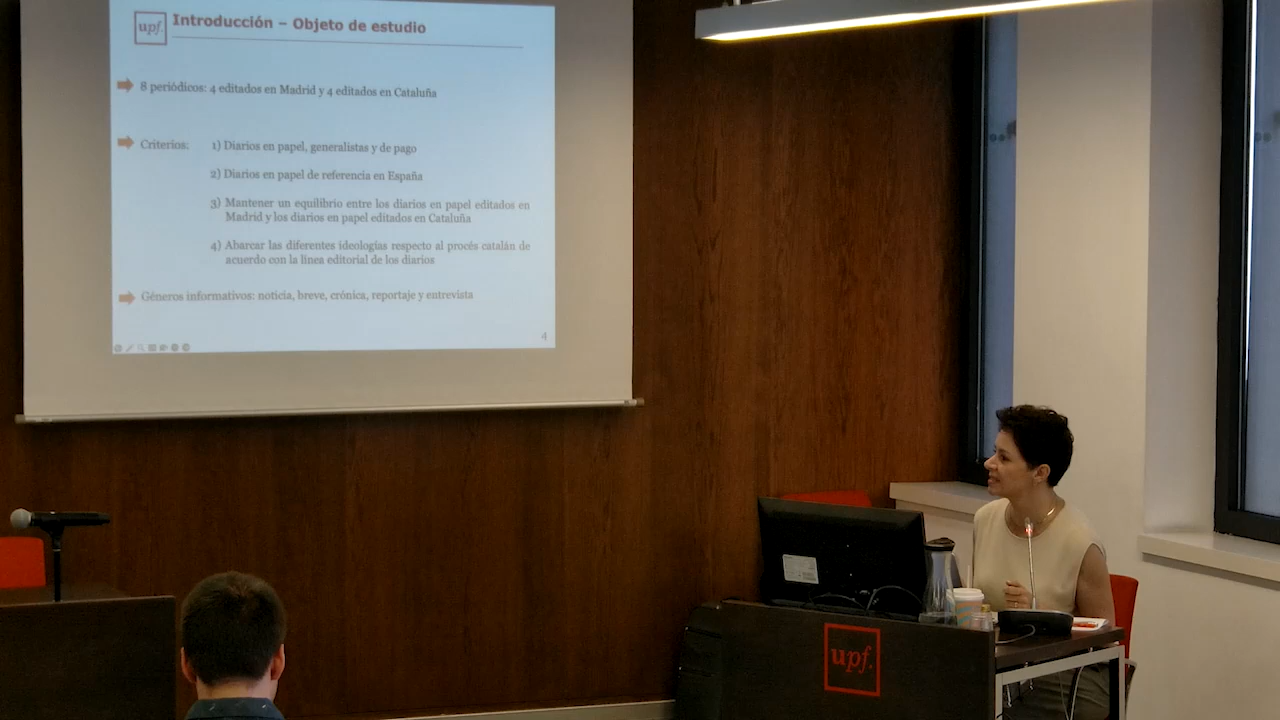 upf.
Introducción – Objeto de estudio
8 periódicos: 4 editados en Madrid y 4 editados en Cataluña
Criterios: 1) Diarios en papel, generalistas y de pago
2) Diarios en papel de referencia en España
3) Mantener un equilibrio entre los diarios en papel editados en
Madrid y los diarios en papel editados en Cataluña
4) Abarcar las diferentes ideologías respecto al procés catalán de
acuerdo con la línea editorial de los diarios
Géneros informativos: noticia, breve, crónica, reportaje y entrevista
4
upf.